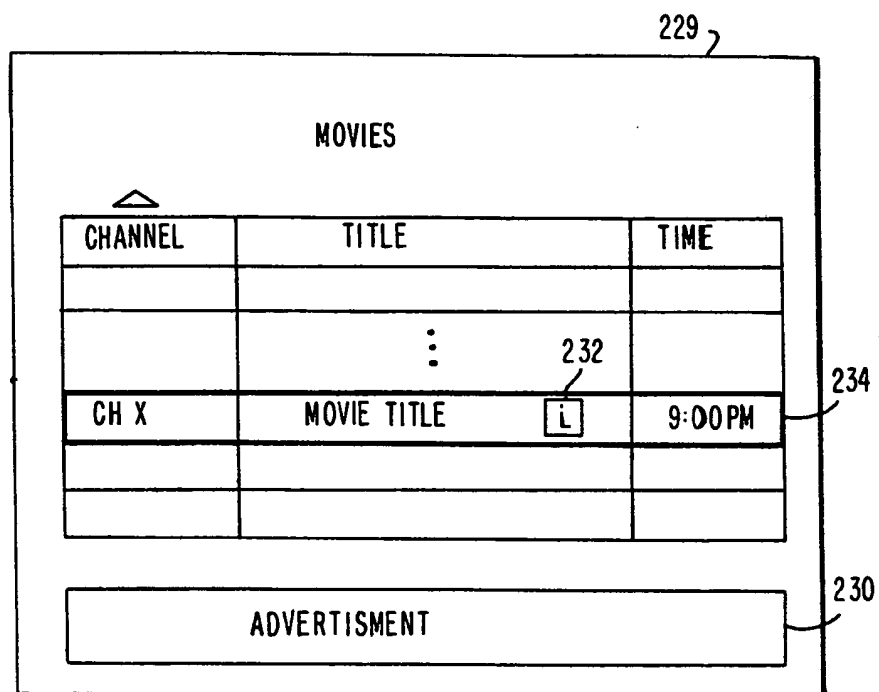 229
MOVIES
CHANNEL TITLE TIME
232
234
CH X MOVIE TITLE i 9:00PM
230
ADVERTISMENT